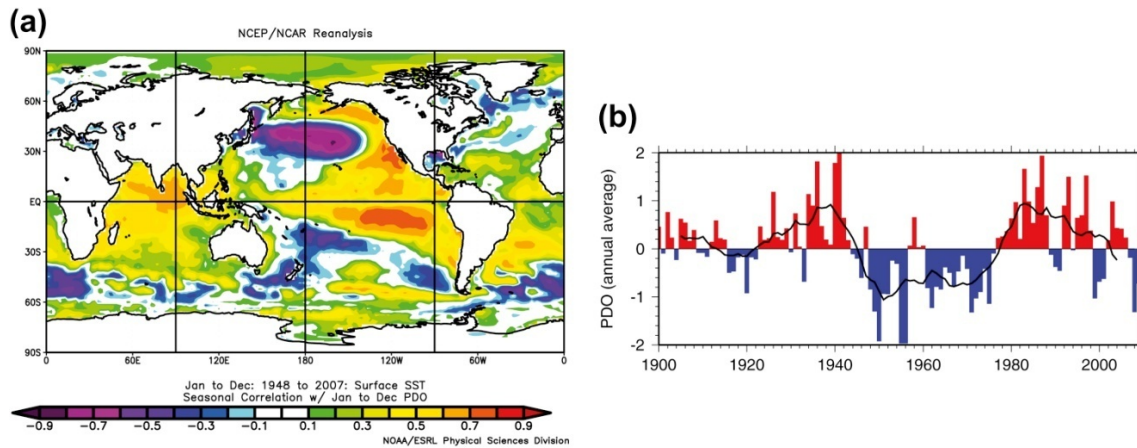 (a)
NCEP/NCAR Reanalysis
90N
60N
30N
EQ
30S
60S
90S
0 60E 120E 180 120W 60W 0
Jan to Dec: 1948 to 2007: Surface SST
Seasonal Correlation w/ Jan to Dec PDO
-0.9 -0.7 -0.5 -0.3 -0.1 0.1 0.3 0.5 0.7 0.9
NOAA/ESRL Physical Sciences Division
(b)
PDO (annual average)
2
1
0
-1
-2
1900 1920 1940 1960 1980 2000